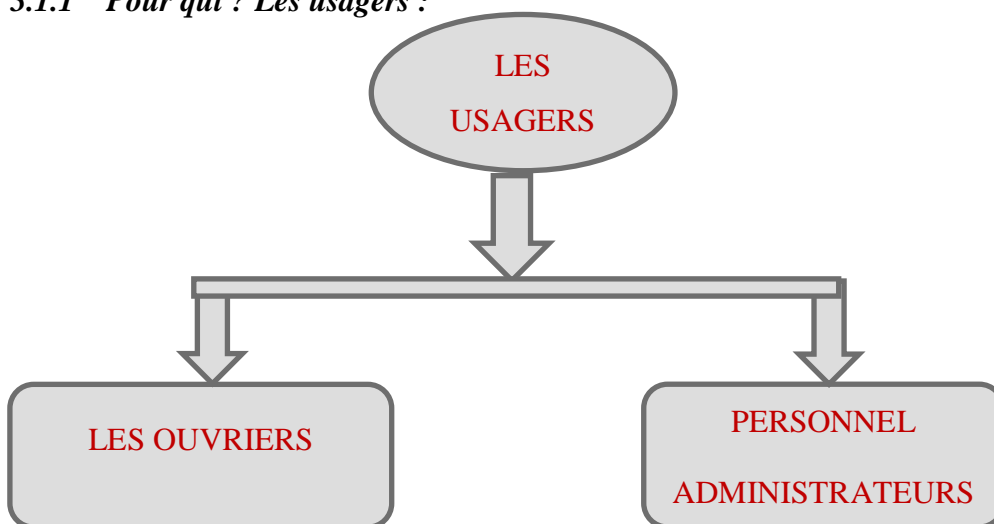 3.1.1 Pour qui ? Les usagers :
LES
USAGERS
LES OUVRIERS
PERSONNEL
ADMINISTRATEURS